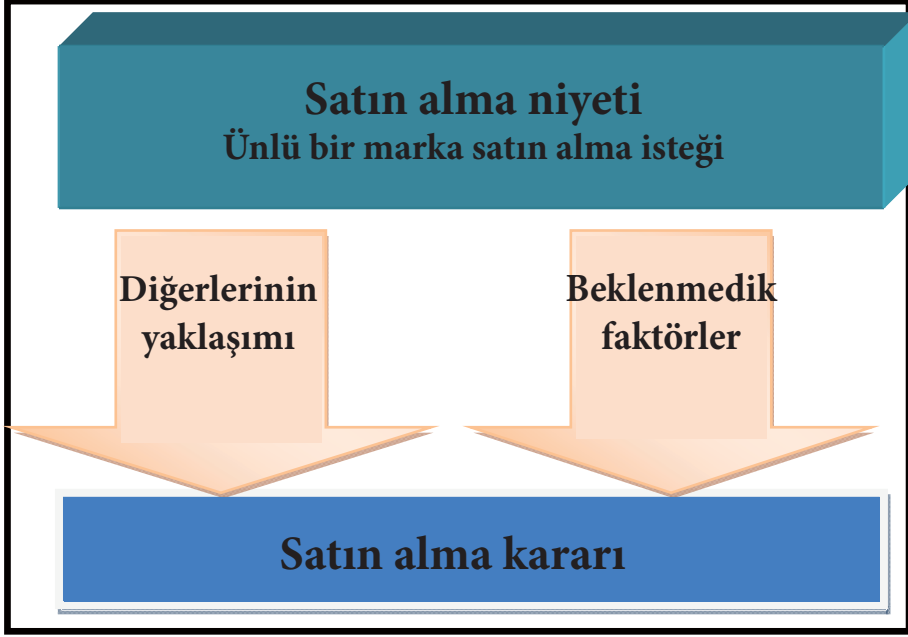 Satın alma niyeti
Ünlü bir marka satın alma isteği
Diğerlerinin
yaklaşımı
Beklenmedik
faktörler
Satın alma kararı